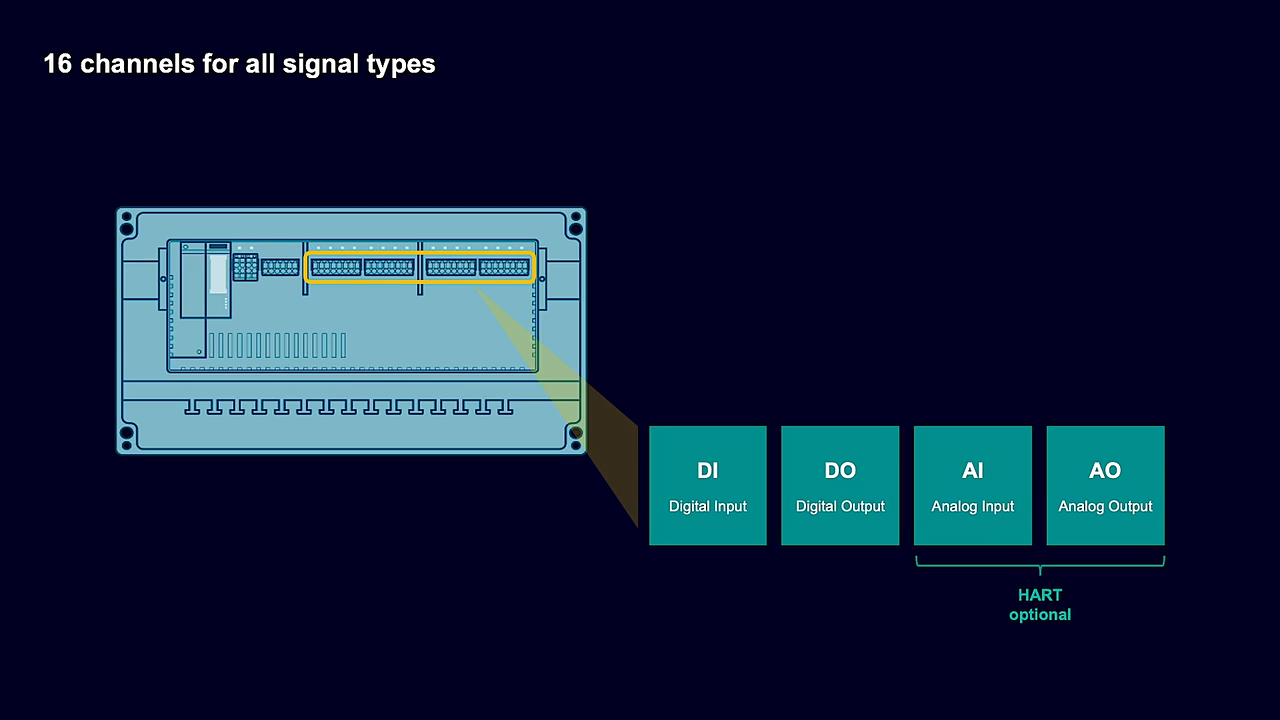 16 channels for all signal types
DI
Digital Input
DO
Digital Output
AI
Analog Input
AO
Analog Output
HART
optional